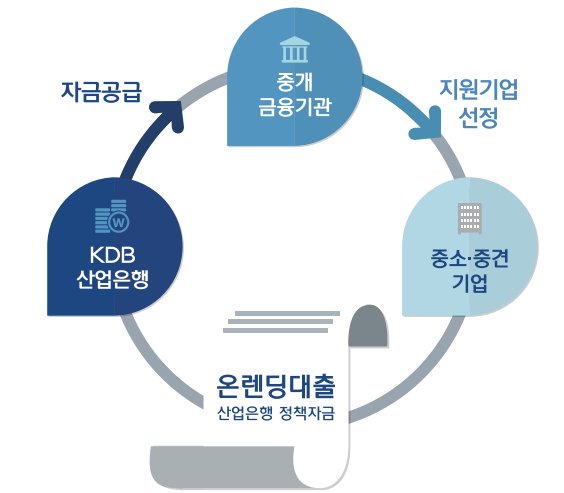 중개
금융기관
자금공급
지원기업
선정
W
KDB
산업은행
중소·중견
기업
온렌딩대출
산업은행 정책자금